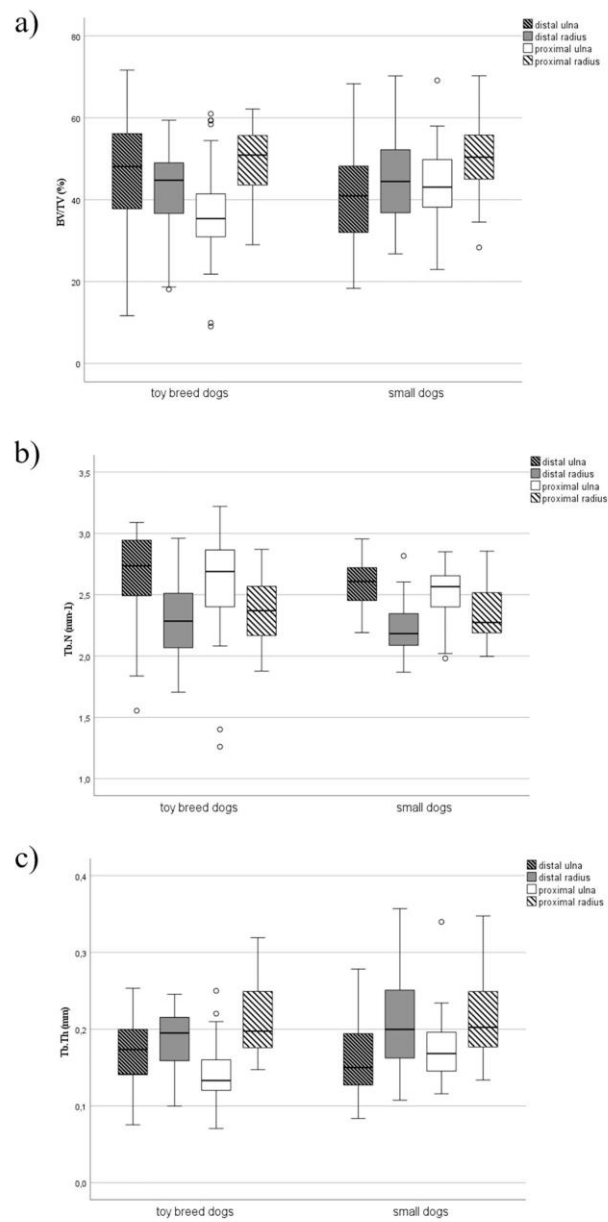 a)
distal ulna
distal radius
proximal ulna
proximal radius
80
60
40
20
0
BV/TV (%)
toy breed dogs small dogs
b)
distal ulna
distal radius
proximal ulna
proximal radius
3,5
3,0
2,5
2,0
1,5
1,0
Tb.N (mm-1)
toy breed dogs small dogs
c)
distal ulna
distal radius
proximal ulna
proximal radius
0,4
0,3
0,2
0,1
0,0
Tb.Th (mm)
toy breed dogs small dogs